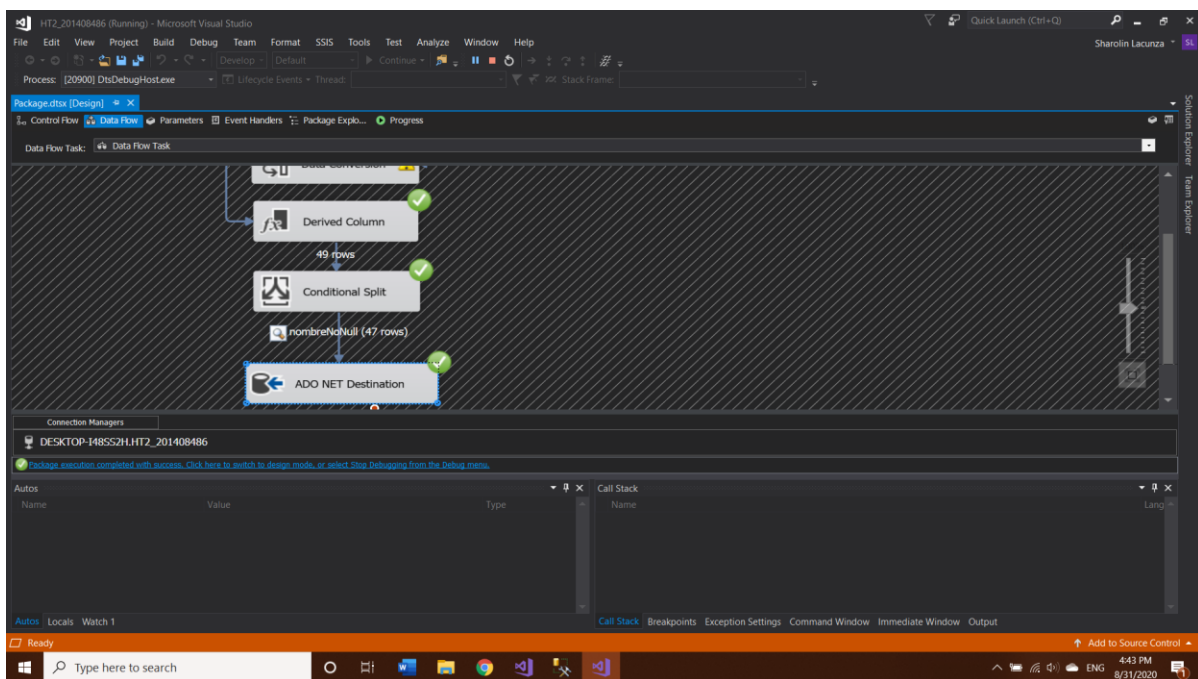 HT2_201408486 (Running) - Microsoft Visual Studio
Quick Launch (Ctrl+Q)
File Edit View Project Build Debug Team Format SSIS Tools Test Analyze Window Help
Sharolin Lacunza
SL
Develop Default Continue
Process: [20900] DtsDebugHost.exe Lifecycle Events Thread: Stack Frame:
Package.dtsx [Design]
Control Flow Data Flow Parameters Event Handlers Package Explo... Progress
Data Flow Task: Data Flow Task
Solution Explorer
Team Explorer
Data Conversion
Derived Column
49 rows
Conditional Split
nombreNoNull (47 rows)
ADO NET Destination
Connection Managers
DESKTOP-I48SS2H.HT2_201408486
Package execution completed with success. Click here to switch to design mode, or select Stop Debugging from the Debug menu.
Autos
Name Value Type
Call Stack
Name Lang
Autos Locals Watch 1
Call Stack Breakpoints Exception Settings Command Window Immediate Window Output
Ready
Add to Source Control
Type here to search
ENG
4:43 PM
8/31/2020